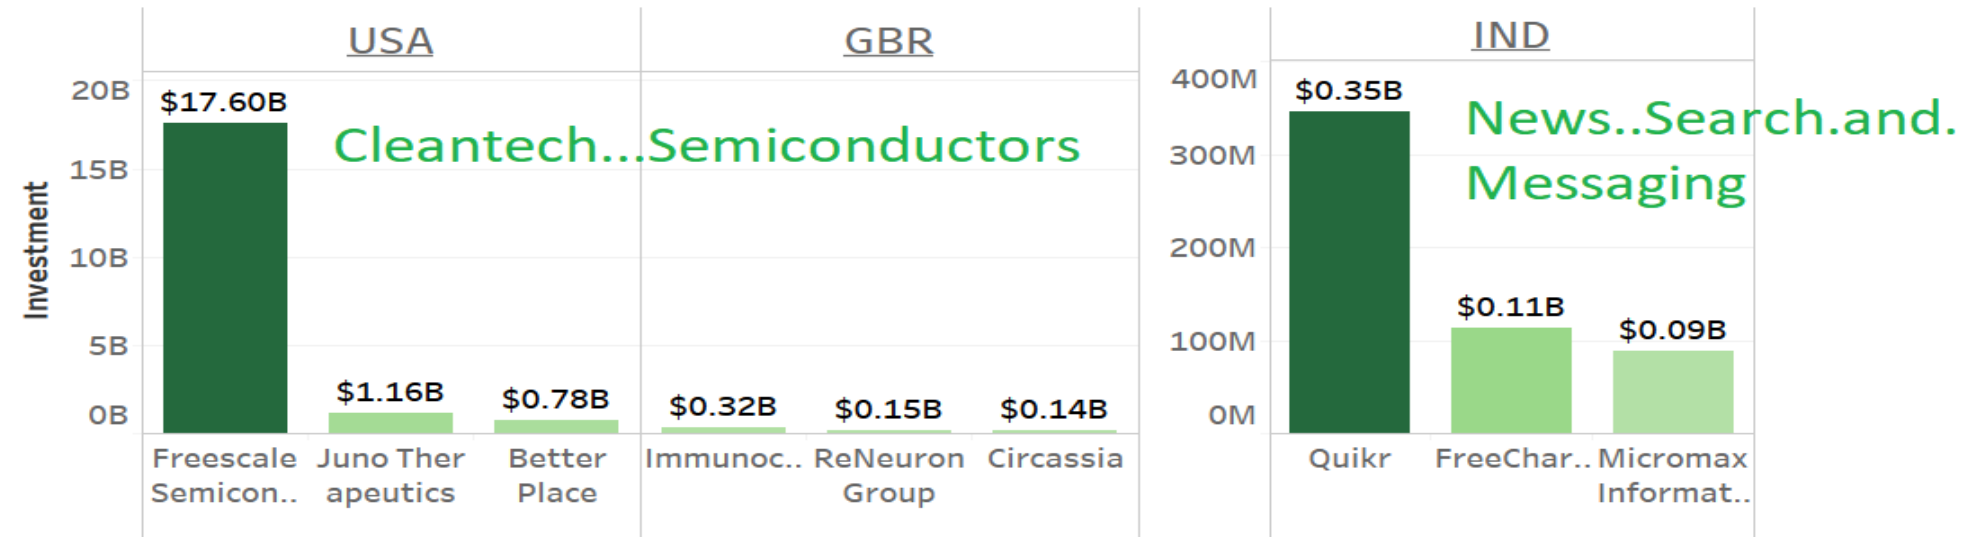 USA
GBR
IND
Investment
20B
15B
10B
5B
0B
$17.60B
$1.16B
$0.78B
$0.32B
$0.15B
$0.14B
Cleantech...Semiconductors
Freescale
Semicon..
Juno Ther
apeutics
Better
Place
Immunoc..
ReNeuron
Group
Circassia
400M
300M
200M
100M
0M
$0.35B
$0.11B
$0.09B
News..Search.and.
Messaging
Quikr
FreeChar..
Micromax
Informat..